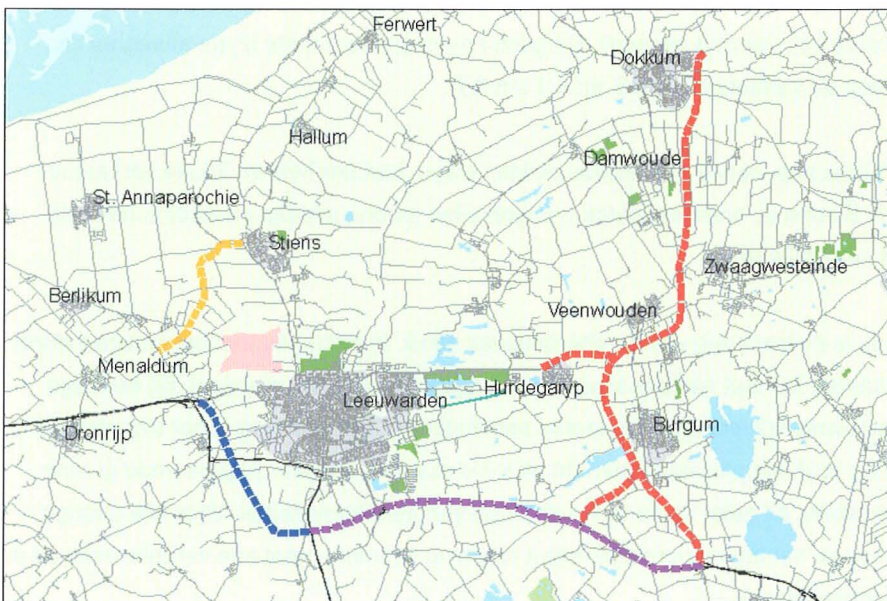 Ferwert
Dokkum
Hallum
Damwoude
St. Annaparochie
Stiens
Zwaagwesteinde
Berlikum
Veenwouden
Menaldum
Hurdegaryp
Leeuwarden
Burgum
Dronrijp